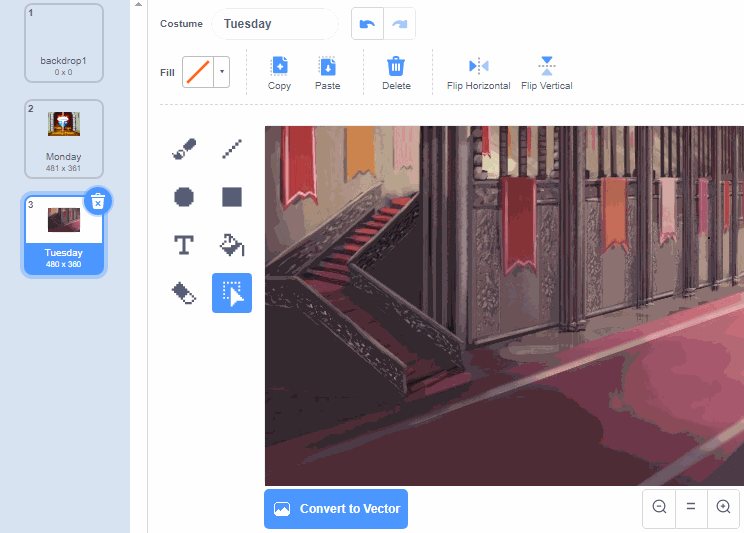 1
backdrop1
0 x 0
2
Monday
461 x 361
3
Tuesday
480 x 360
Costume
Tuesday
Fill
Copy
Paste
Delete
Flip Horizontal
Flip Vertical
T
Convert to Vector